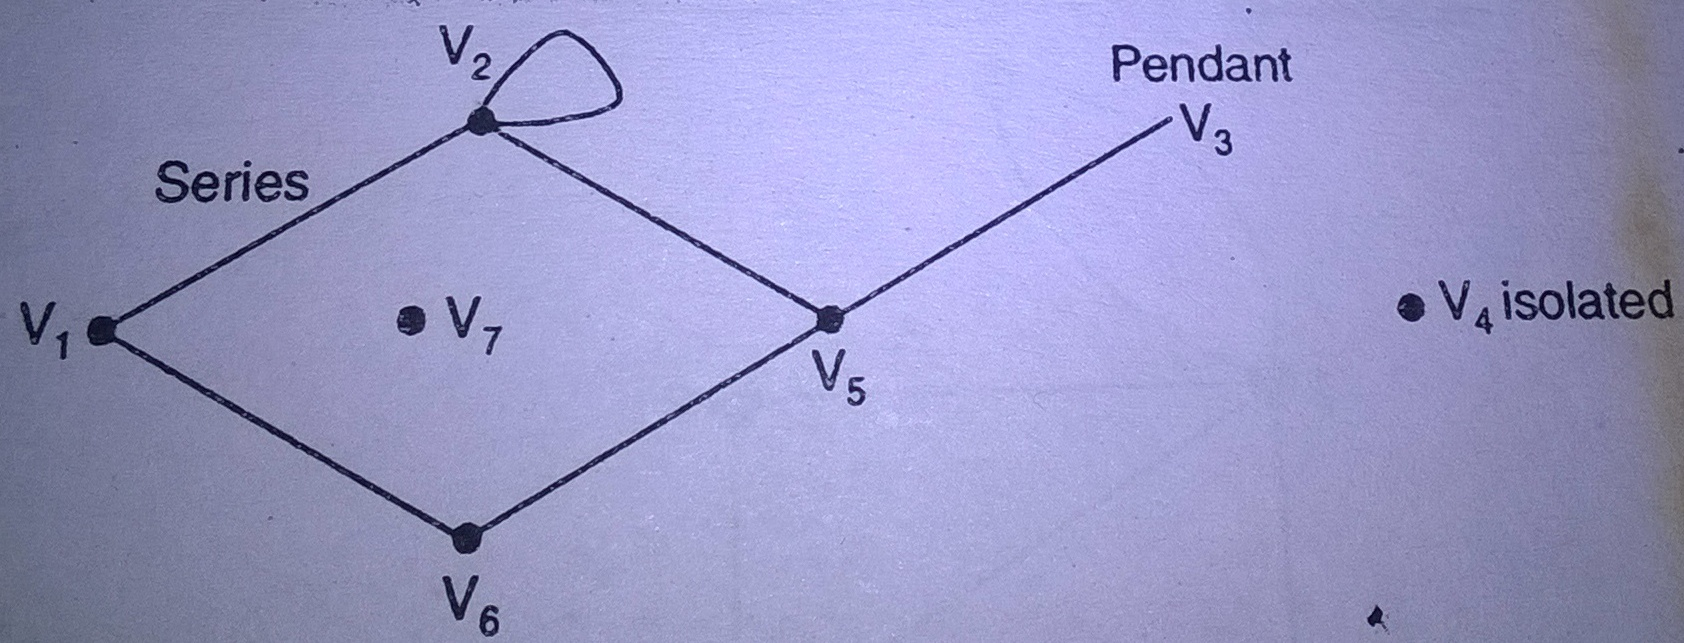 V2
Pendant
V3
Series
V1
V7
V5
V4 isolated
V6